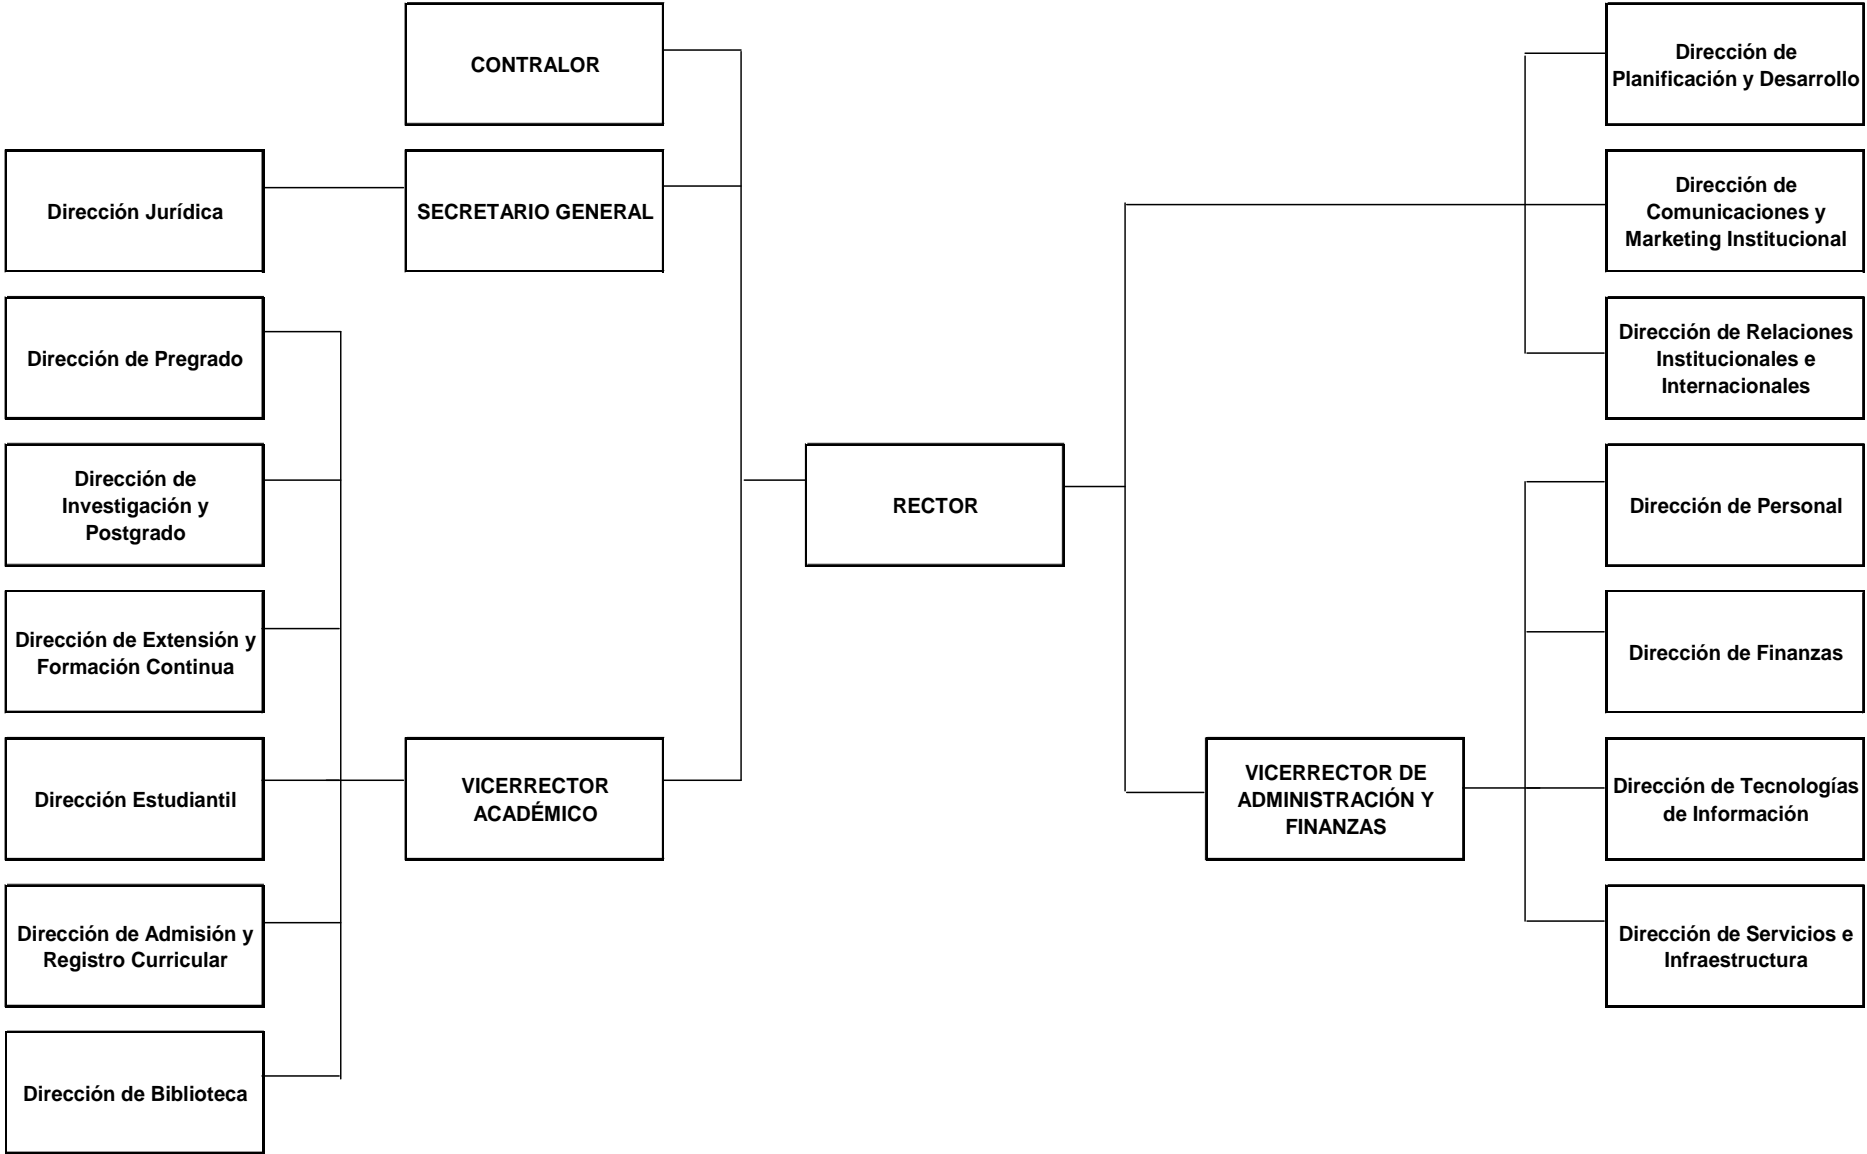 CONTRALOR
Dirección de
Planificación y Desarrollo
Dirección Jurídica
SECRETARIO GENERAL
Dirección de
Comunicaciones y
Marketing Institucional
Dirección de Pregrado
Dirección de Relaciones
Institucionales e
Internacionales
Dirección de
Investigación y
Postgrado
RECTOR
Dirección de Personal
Dirección de Extensión y
Formación Continua
Dirección de Finanzas
Dirección Estudiantil
VICERRECTOR
ACADÉMICO
VICERRECTOR DE
ADMINISTRACIÓN Y
FINANZAS
Dirección de Tecnologías
de Información
Dirección de Admisión y
Registro Curricular
Dirección de Servicios e
Infraestructura
Dirección de Biblioteca